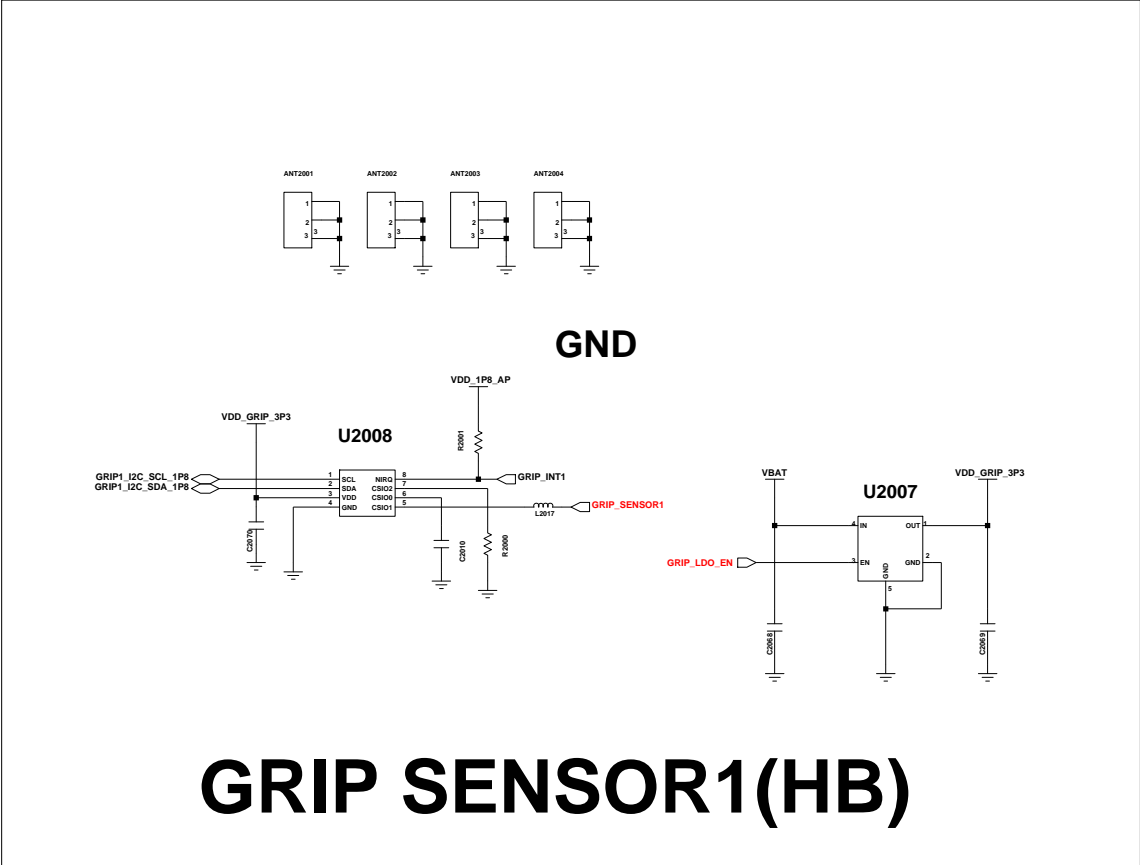 ANT2001 ANT2002 ANT2003 ANT2004
1 1 1 1
2 2 2 2
3 3 3 3 3 3 3 3
GND
VDD_1P8_AP
VDD_GRIP_3P3
U2008
R2001
GRIP1_I2C_SCL_1P8 1 SCL NIRQ 8 GRIP_INT1
GRIP1_I2C_SDA_1P8 2 SDA CSIO2 7
3 VDD CSIO0 6
4 GND CSIO1 5 L2017 GRIP_SENSOR1
C2070
C2010
R2000
VBAT VDD_GRIP_3P3
U2007
4 IN OUT 1
GRIP_LDO_EN 3 EN GND 2
GND
5
C2068
C2069
GRIP SENSOR1(HB)